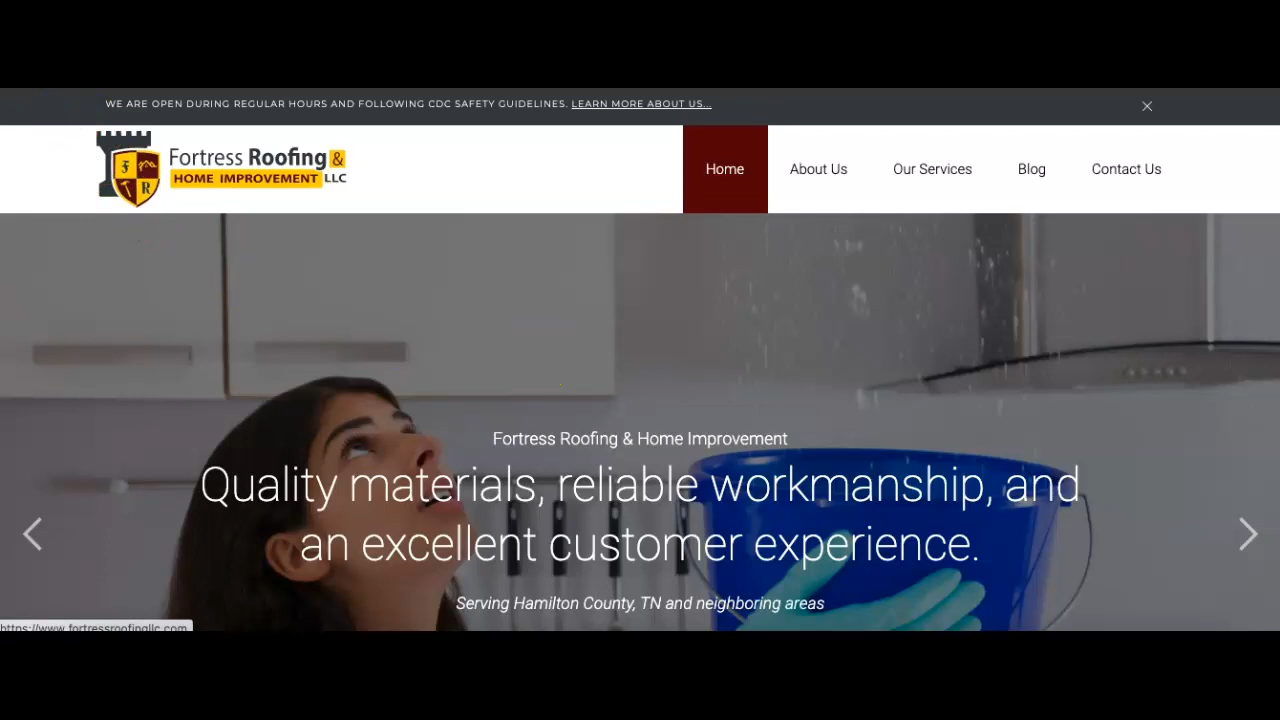 WE ARE OPEN DURING REGULAR HOURS AND FOLLOWING CDC SAFETY GUIDELINES. LEARN MORE ABOUT US...
Fortress Roofing &
HOME IMPROVEMENT LLC
F
R
Home
About Us
Our Services
Blog
Contact Us
Fortress Roofing & Home Improvement
Quality materials, reliable workmanship, and
an excellent customer experience.
Serving Hamilton County, TN and neighboring areas
https://www.fortressroofingllc.com